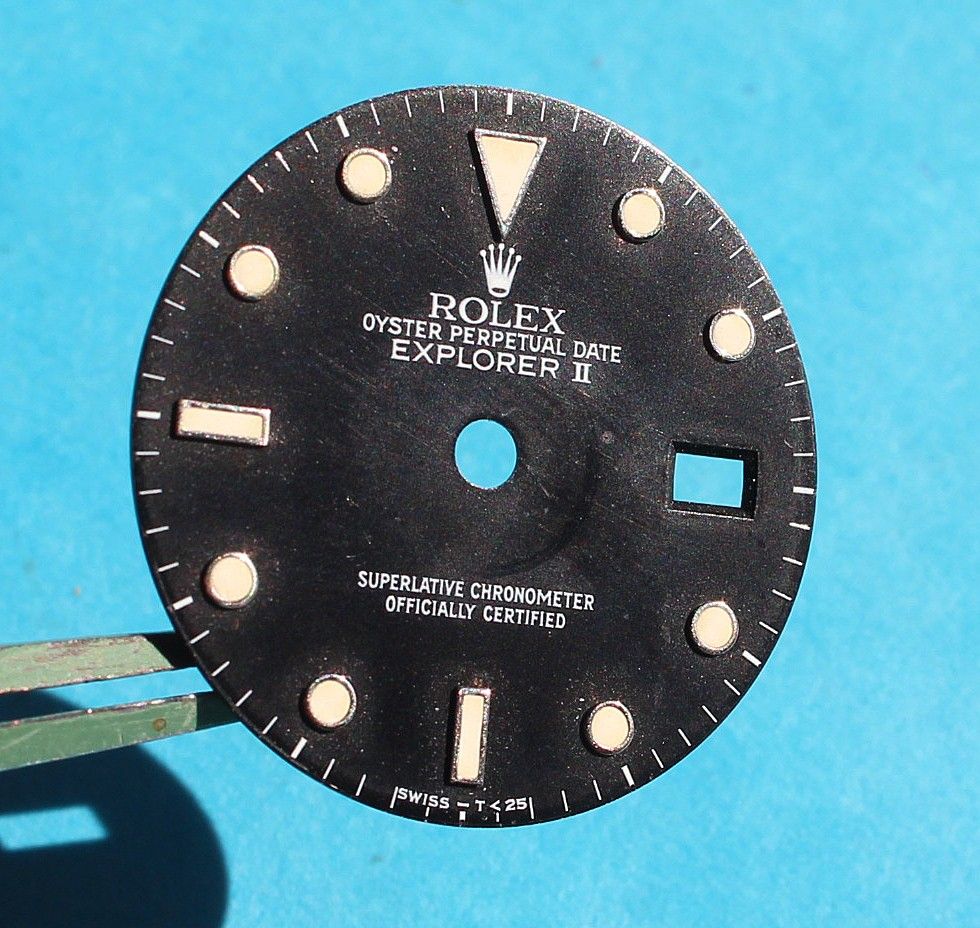 ROLEX
OYSTER PERPETUAL DATE
EXPLORER II
SUPERLATIVE CHRONOMETER
OFFICIALLY CERTIFIED
SWISS – T < 25